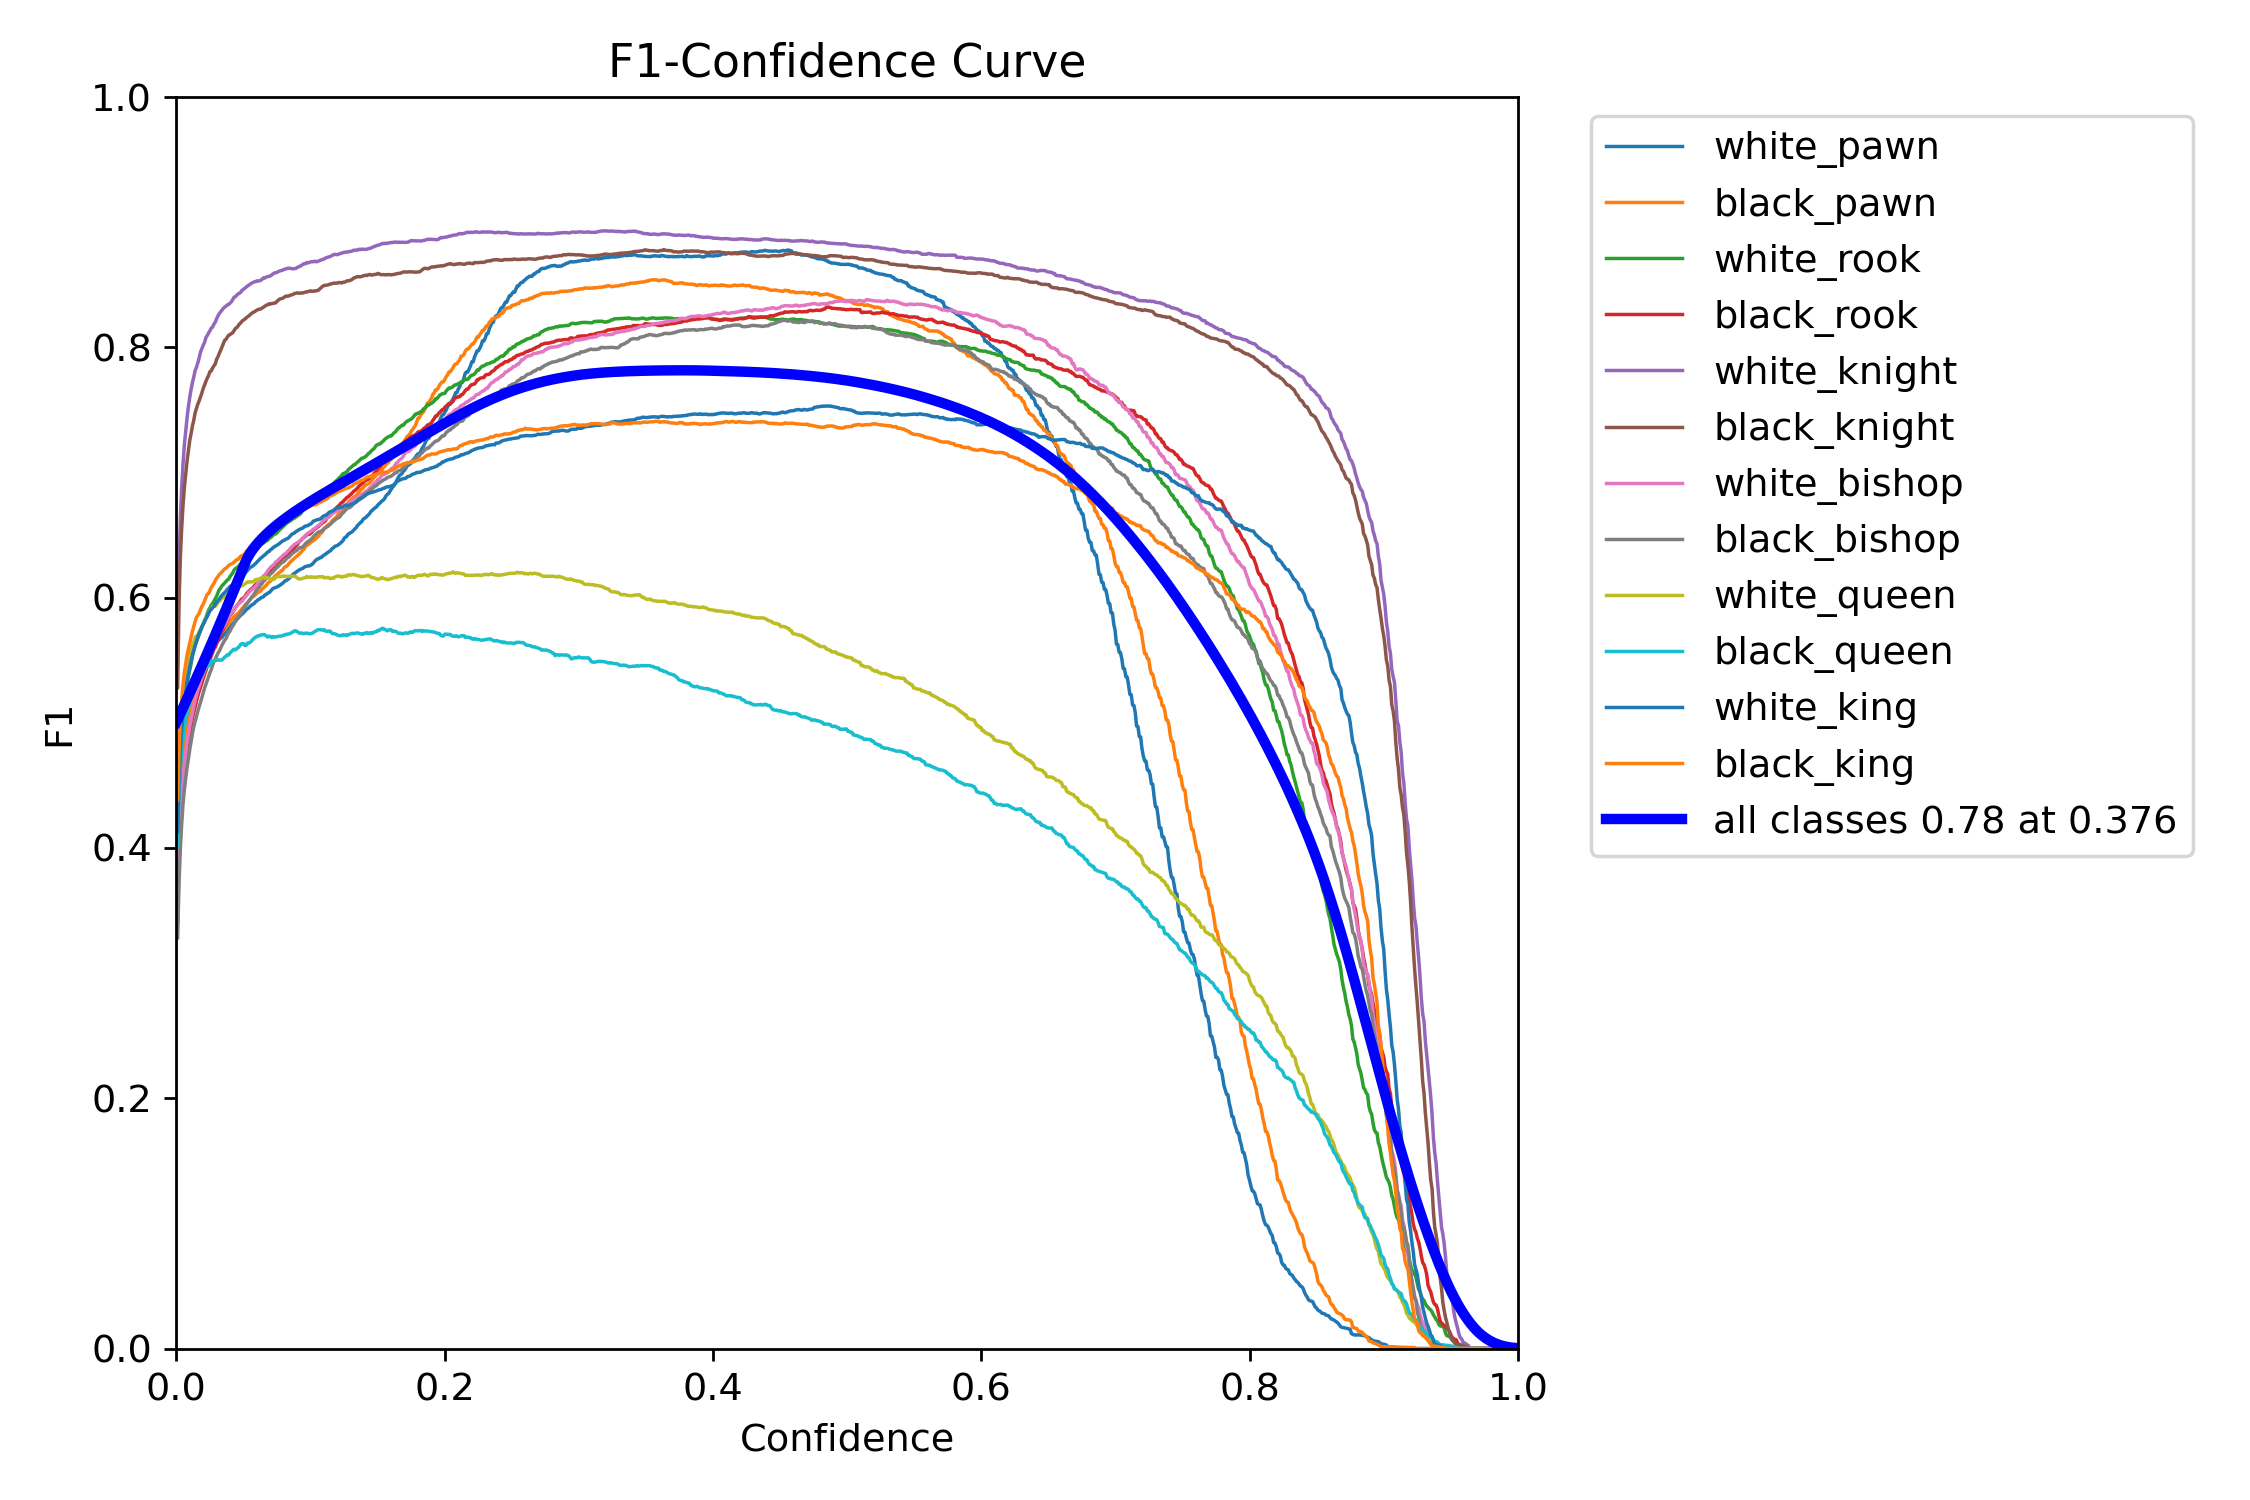 F1-Confidence Curve
1.0
0.8
0.6
0.4
0.2
0.0
F1
0.0 0.2 0.4 0.6 0.8 1.0
Confidence
white_pawn
black_pawn
white_rook
black_rook
white_knight
black_knight
white_bishop
black_bishop
white_queen
black_queen
white_king
black_king
all classes 0.78 at 0.376